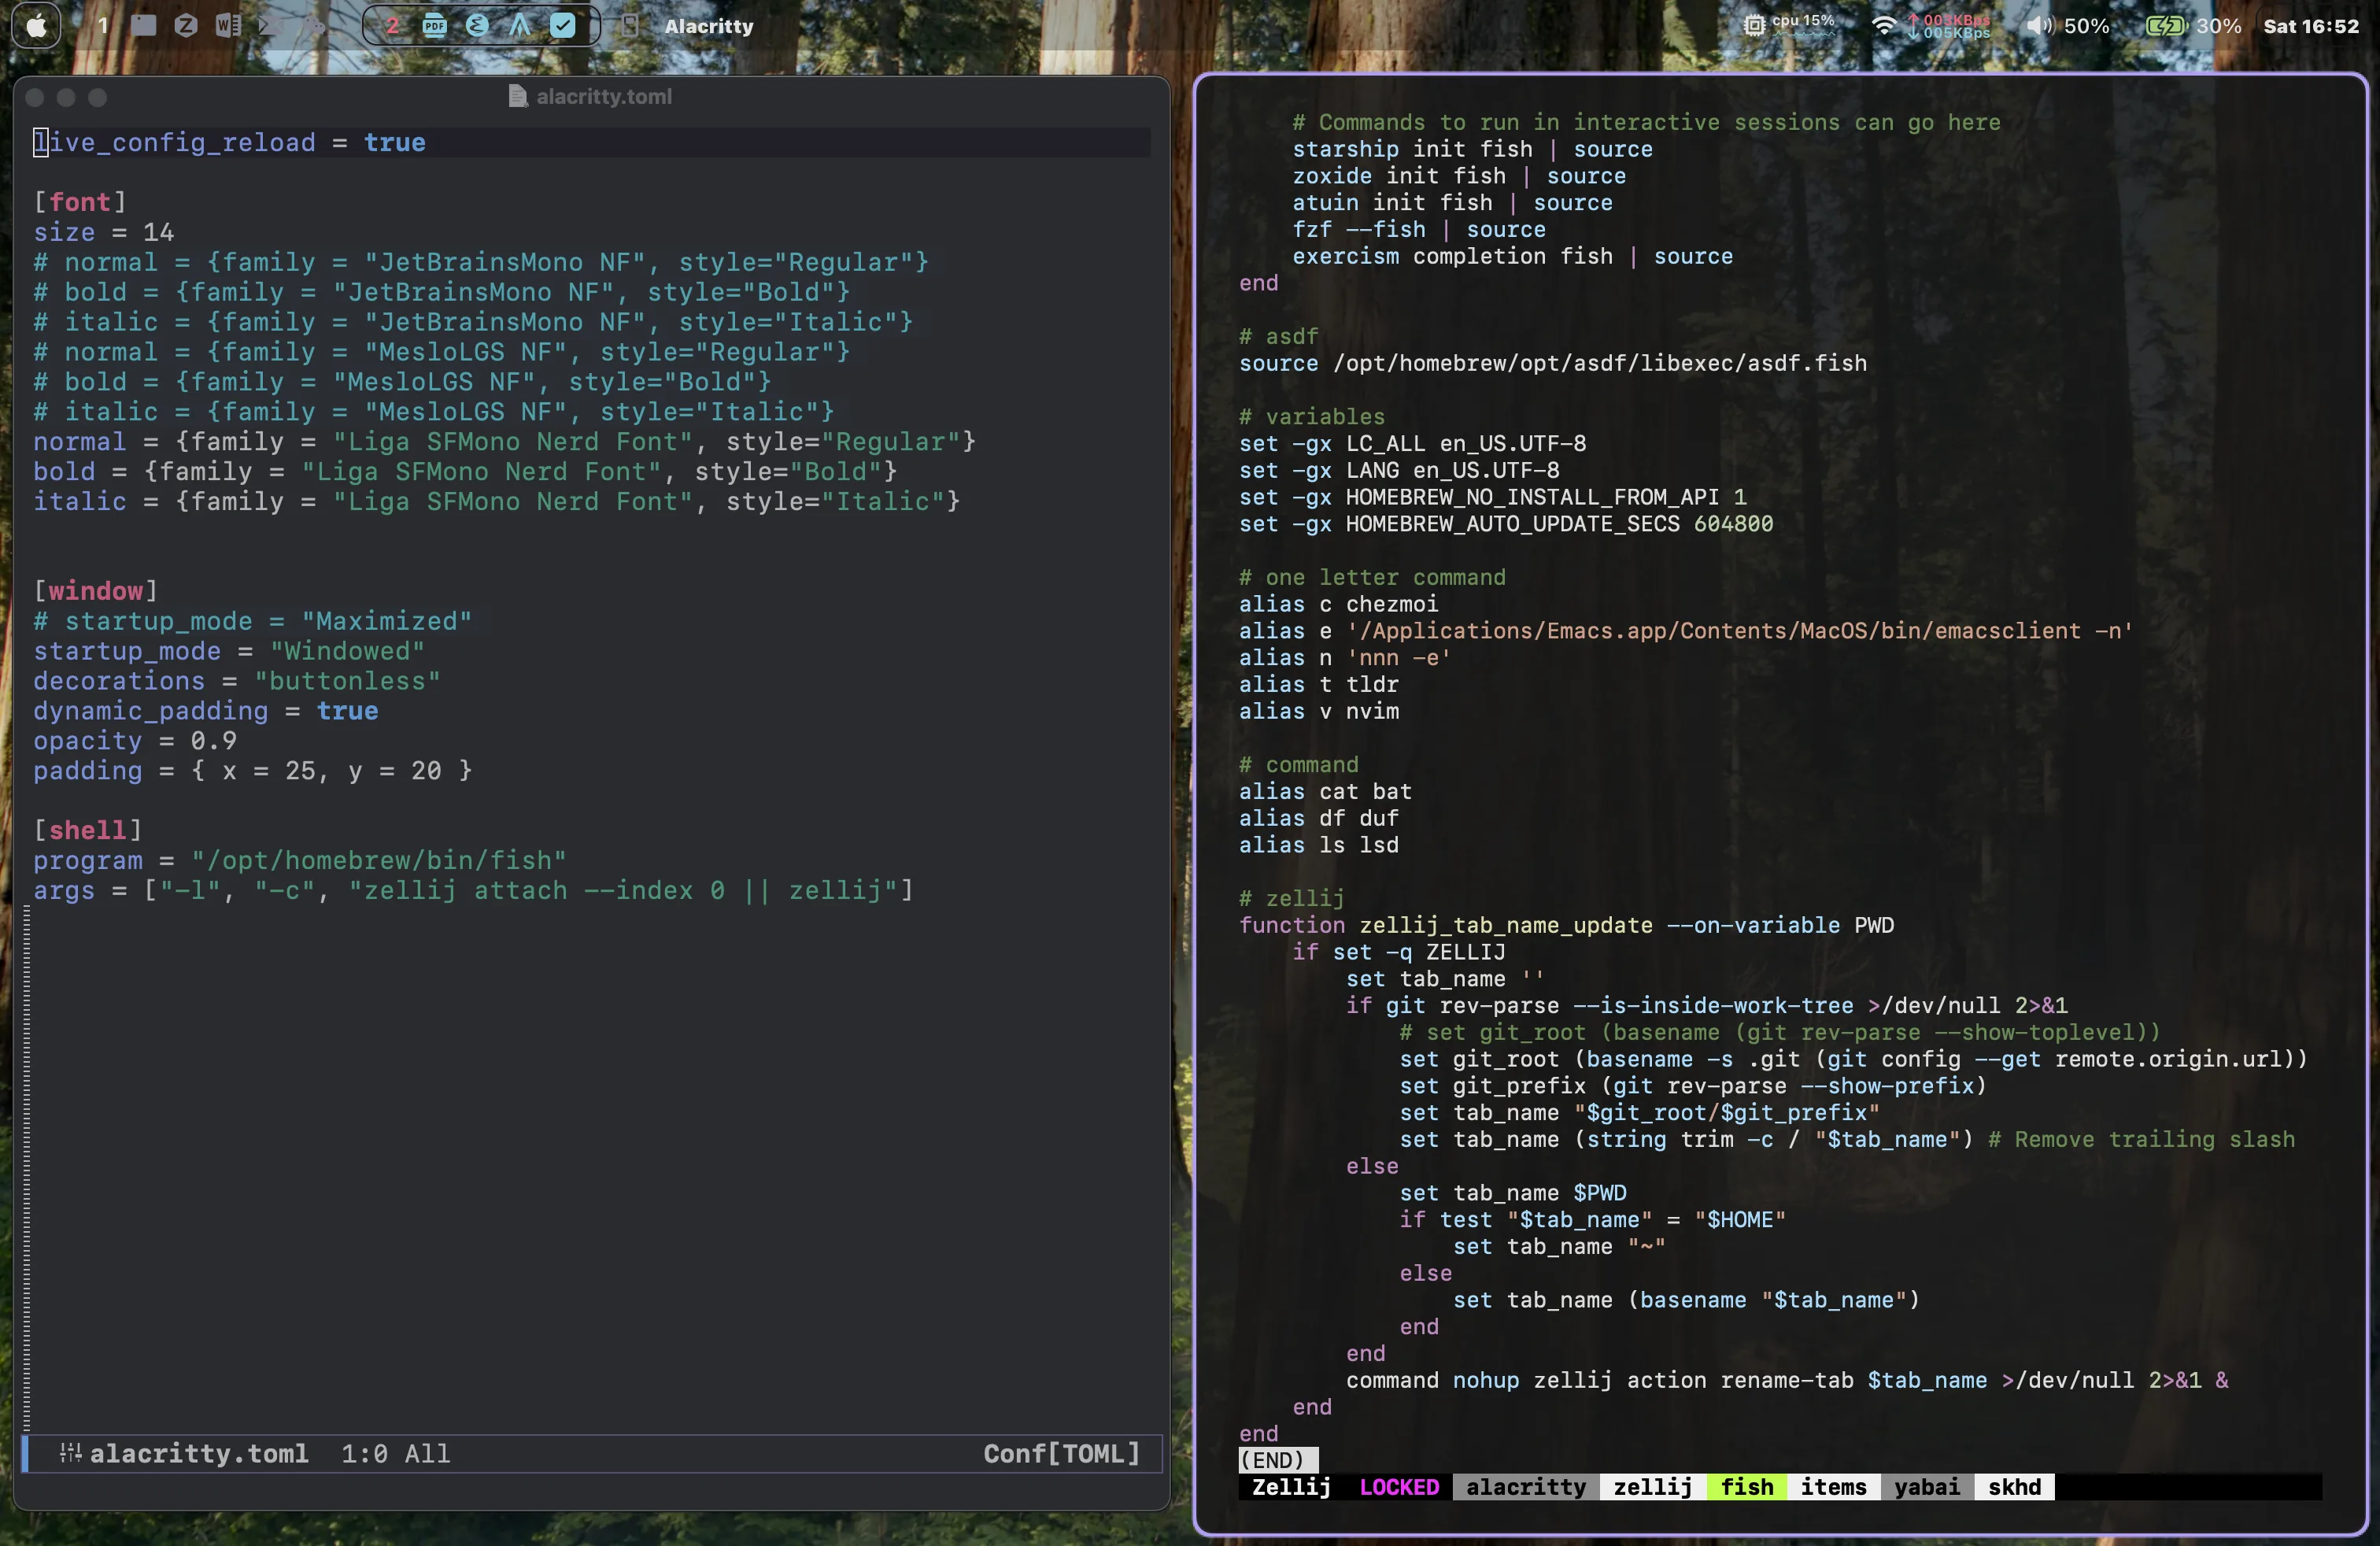 1 2 PDF Alacritty cpu 15% 003KBps 50% 30% Sat 16:52
005KBps
alacritty.toml
live_config_reload = true
[font]
size = 14
# normal = {family = "JetBrainsMono NF", style="Regular"}
# bold = {family = "JetBrainsMono NF", style="Bold"}
# italic = {family = "JetBrainsMono NF", style="Italic"}
# normal = {family = "MesloLGS NF", style="Regular"}
# bold = {family = "MesloLGS NF", style="Bold"}
# italic = {family = "MesloLGS NF", style="Italic"}
normal = {family = "Liga SFMono Nerd Font", style="Regular"}
bold = {family = "Liga SFMono Nerd Font", style="Bold"}
italic = {family = "Liga SFMono Nerd Font", style="Italic"}
[window]
# startup_mode = "Maximized"
startup_mode = "Windowed"
decorations = "buttonless"
dynamic_padding = true
opacity = 0.9
padding = { x = 25, y = 20 }
[shell]
program = "/opt/homebrew/bin/fish"
args = ["-l", "-c", "zellij attach --index 0 || zellij"]
alacritty.toml 1:0 All Conf[TOML]
# Commands to run in interactive sessions can go here
starship init fish | source
zoxide init fish | source
atuin init fish | source
fzf --fish | source
exercism completion fish | source
end
# asdf
source /opt/homebrew/opt/asdf/libexec/asdf.fish
# variables
set -gx LC_ALL en_US.UTF-8
set -gx LANG en_US.UTF-8
set -gx HOMEBREW_NO_INSTALL_FROM_API 1
set -gx HOMEBREW_AUTO_UPDATE_SECS 604800
# one letter command
alias c chezmoi
alias e '/Applications/Emacs.app/Contents/MacOS/bin/emacsclient -n'
alias n 'nnn -e'
alias t tldr
alias v nvim
# command
alias cat bat
alias df duf
alias ls lsd
# zellij
function zellij_tab_name_update --on-variable PWD
if set -q ZELLIJ
set tab_name ''
if git rev-parse --is-inside-work-tree >/dev/null 2>&1
# set git_root (basename (git rev-parse --show-toplevel))
set git_root (basename -s .git (git config --get remote.origin.url))
set git_prefix (git rev-parse --show-prefix)
set tab_name "$git_root/$git_prefix"
set tab_name (string trim -c / "$tab_name") # Remove trailing slash
else
set tab_name $PWD
if test "$tab_name" = "$HOME"
set tab_name "~"
else
set tab_name (basename "$tab_name")
end
end
command nohup zellij action rename-tab $tab_name >/dev/null 2>&1 &
end
end
(END)
Zellij LOCKED alacritty zellij fish items yabai skhd